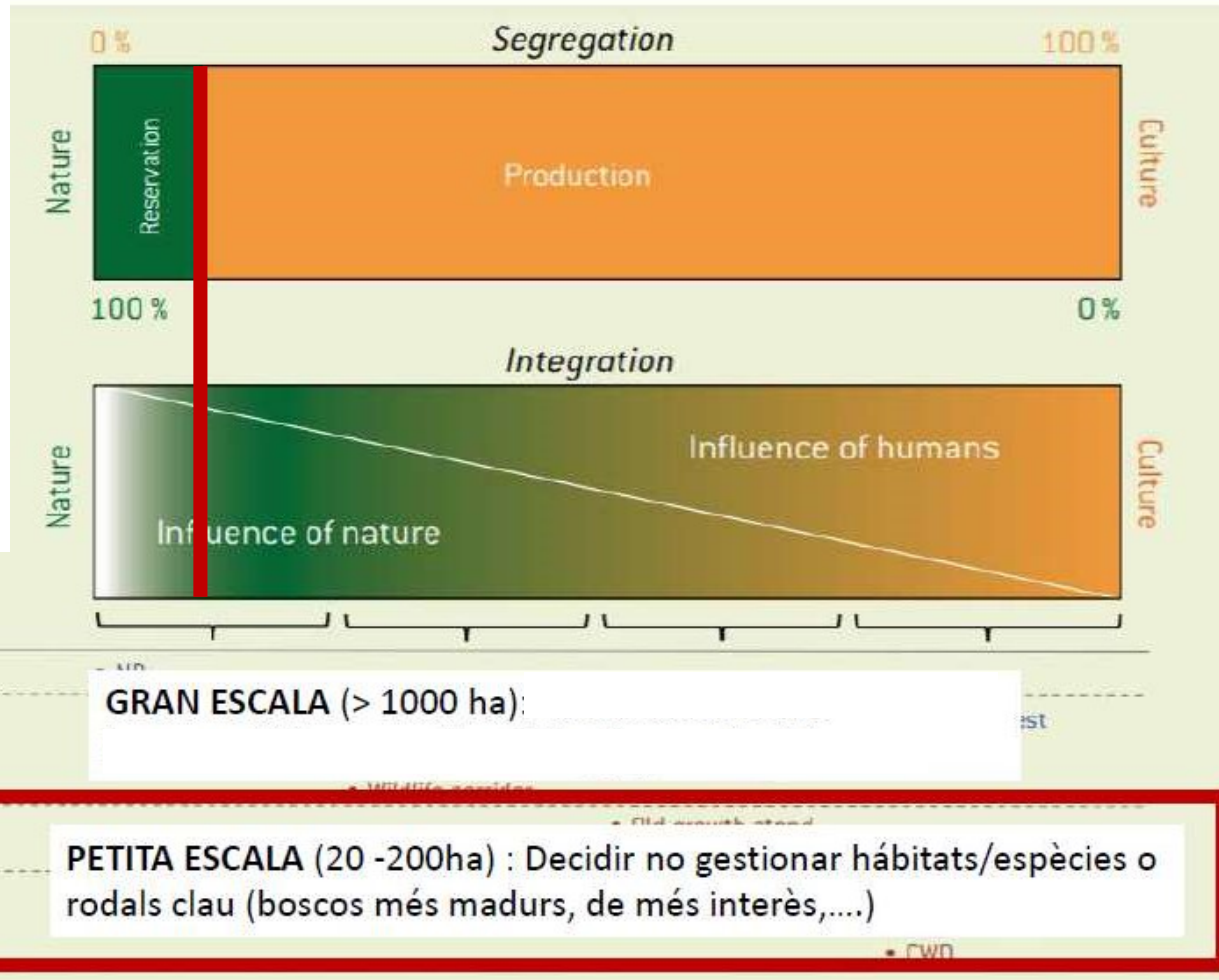 0 % Segregation 100 %
Nature
Reservation
Production
Culture
100 % 0 %
Integration
Nature
Influence of humans
Influence of nature
Culture
GRAN ESCALA (> 1000 ha):
est
PETITA ESCALA (20 -200ha) : Decidir no gestionar hábitats/espècies o
rodals clau (boscos més madurs, de més interès,....)
• CWD